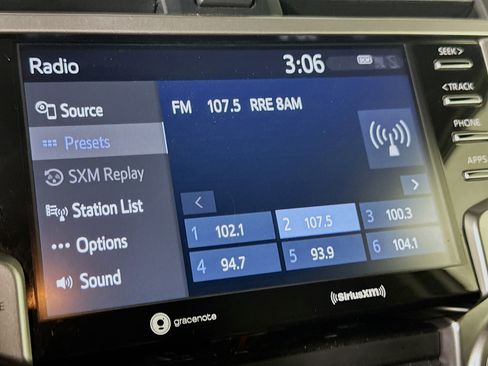 Radio 3:06 DCM
Source
Presets
SXM Replay
Station List
Options
Sound
FM 107.5 RRE 8AM
1 102.1 2 107.5 3 100.3
4 94.7 5 93.9 6 104.1
gracenote
((SiriusXM))
SEEK >
< TRACK
PHONE
APPS